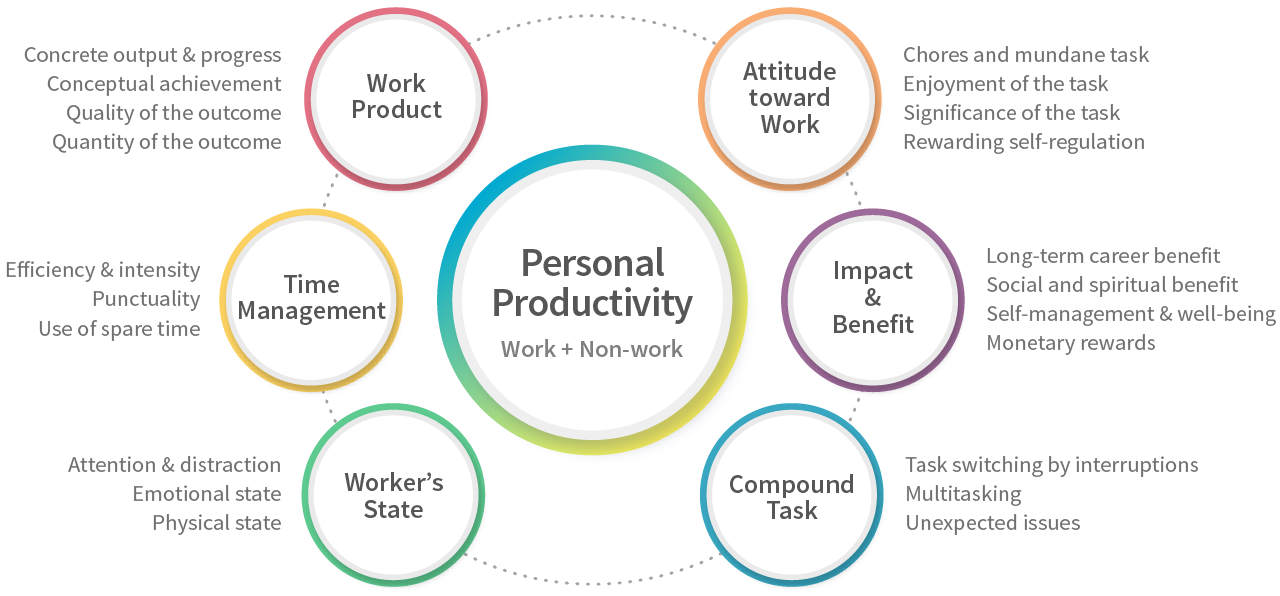 Concrete output & progress
Conceptual achievement
Quality of the outcome
Quantity of the outcome
Work
Product
Attitude
toward
Work
Chores and mundane task
Enjoyment of the task
Significance of the task
Rewarding self-regulation
Efficiency & intensity
Punctuality
Use of spare time
Time
Management
Personal
Productivity
Work + Non-work
Impact
&
Benefit
Long-term career benefit
Social and spiritual benefit
Self-management & well-being
Monetary rewards
Attention & distraction
Emotional state
Physical state
Worker’s
State
Compound
Task
Task switching by interruptions
Multitasking
Unexpected issues